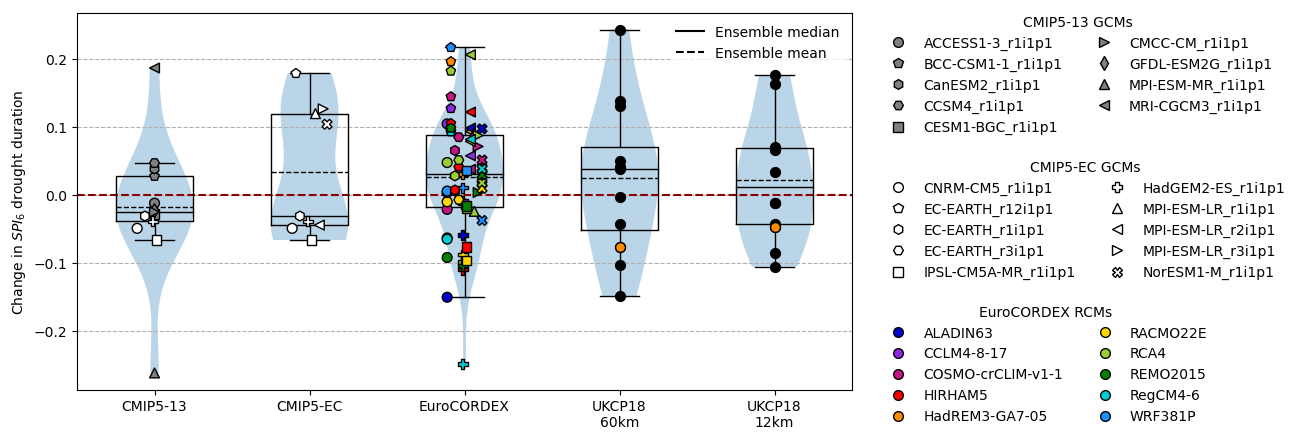 Change in SPI6 drought duration
0.2
0.1
0.0
−0.1
−0.2
Ensemble median
Ensemble mean
CMIP5-13
CMIP5-EC
EuroCORDEX
UKCP18
60km
UKCP18
12km
CMIP5-13 GCMs
ACCESS1-3_r1i1p1
BCC-CSM1-1_r1i1p1
CanESM2_r1i1p1
CCSM4_r1i1p1
CESM1-BGC_r1i1p1
CMCC-CM_r1i1p1
GFDL-ESM2G_r1i1p1
MPI-ESM-MR_r1i1p1
MRI-CGCM3_r1i1p1
CMIP5-EC GCMs
CNRM-CM5_r1i1p1
EC-EARTH_r12i1p1
EC-EARTH_r1i1p1
EC-EARTH_r3i1p1
IPSL-CM5A-MR_r1i1p1
HadGEM2-ES_r1i1p1
MPI-ESM-LR_r1i1p1
MPI-ESM-LR_r2i1p1
MPI-ESM-LR_r3i1p1
NorESM1-M_r1i1p1
EuroCORDEX RCMs
ALADIN63
CCLM4-8-17
COSMO-crCLIM-v1-1
HIRHAM5
HadREM3-GA7-05
RACMO22E
RCA4
REMO2015
RegCM4-6
WRF381P